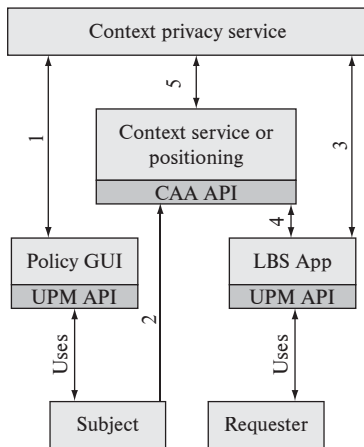 Context privacy service
1
5
3
Context service or
positioning
CAA API
4
Policy GUI
UPM API
LBS App
UPM API
2
Uses
Uses
Subject
Requester